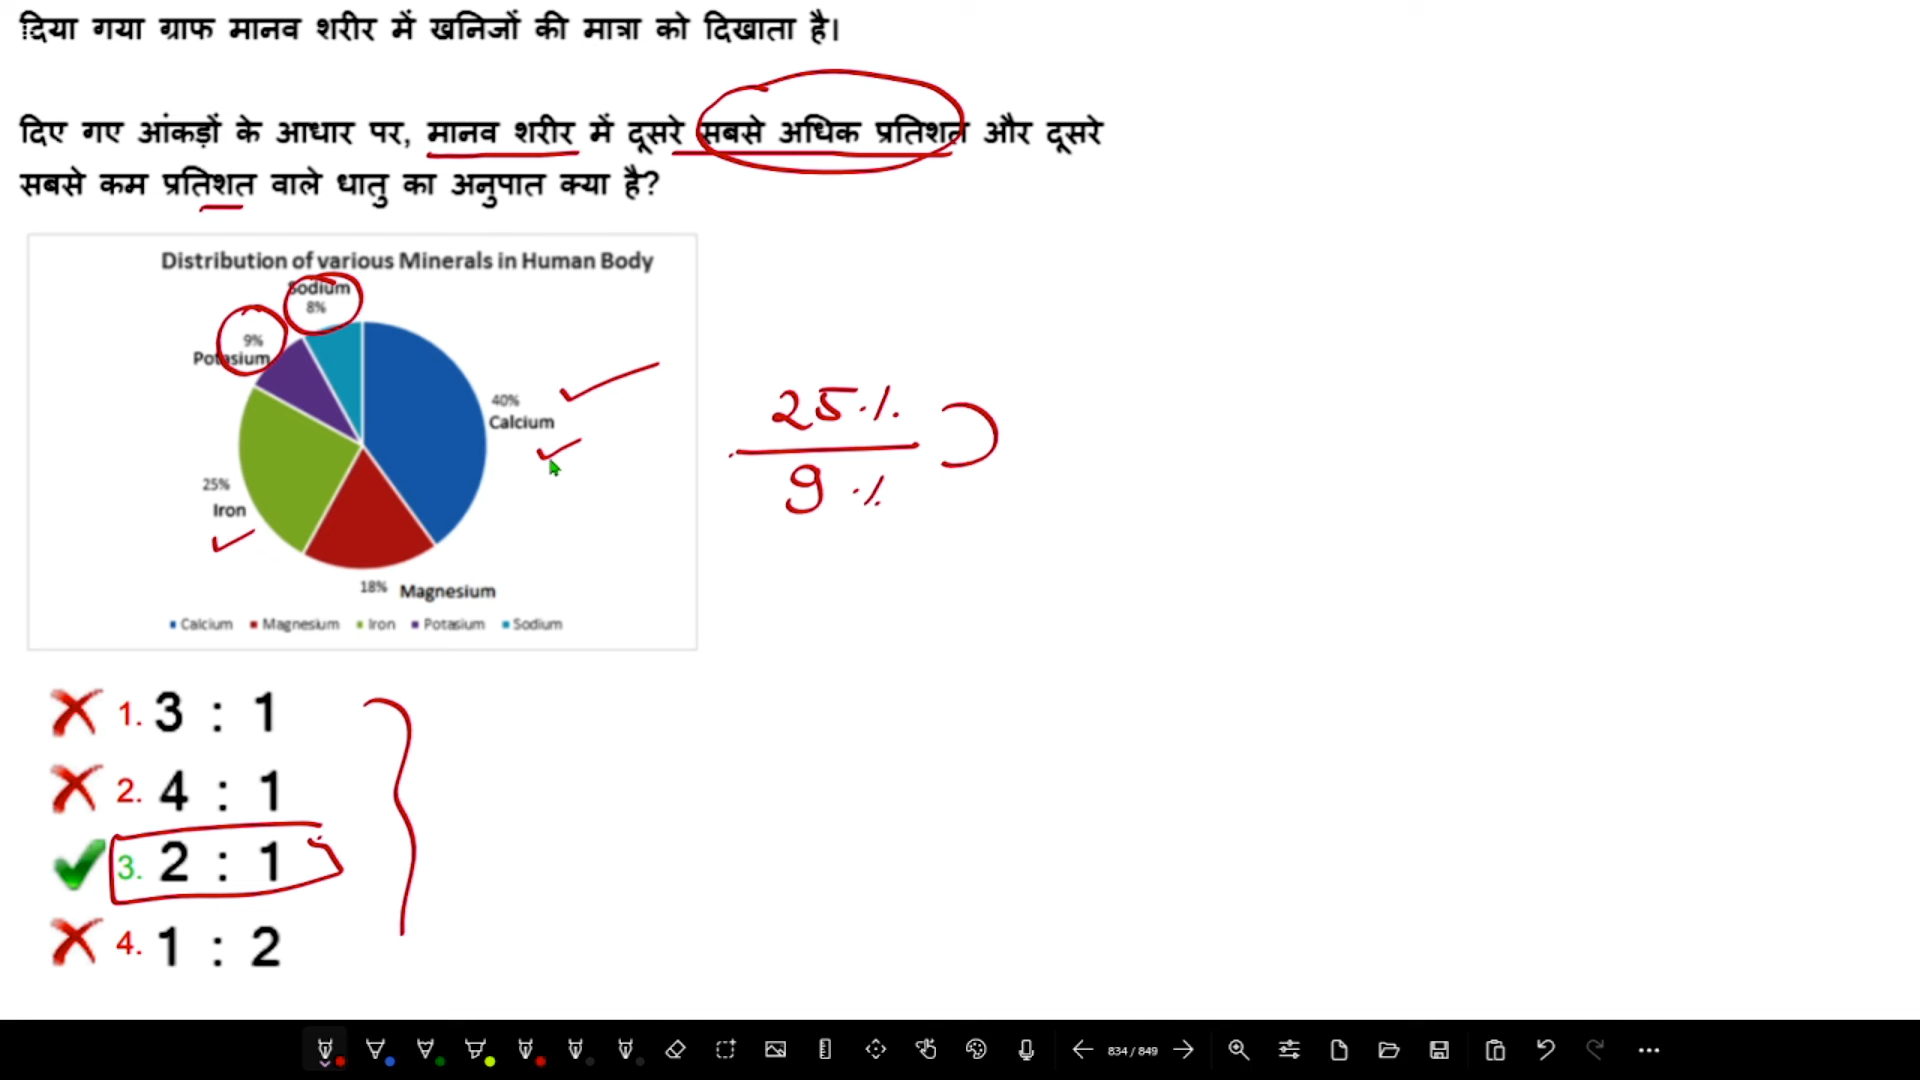 दिया गया ग्राफ मानव शरीर में खनिजों की मात्रा को दिखाता है।
दिए गए आंकड़ों के आधार पर, मानव शरीर में दूसरे सबसे अधिक प्रतिशत और दूसरे
सबसे कम प्रतिशत वाले धातु का अनुपात क्या है?
Distribution of various Minerals in Human Body
Sodium
8%
9%
Potasium
40%
Calcium
25%
Iron
18% Magnesium
Calcium Magnesium Iron Potasium Sodium
25%
9%
1. 3 : 1
2. 4 : 1
3. 2 : 1
4. 1 : 2
834 / 849